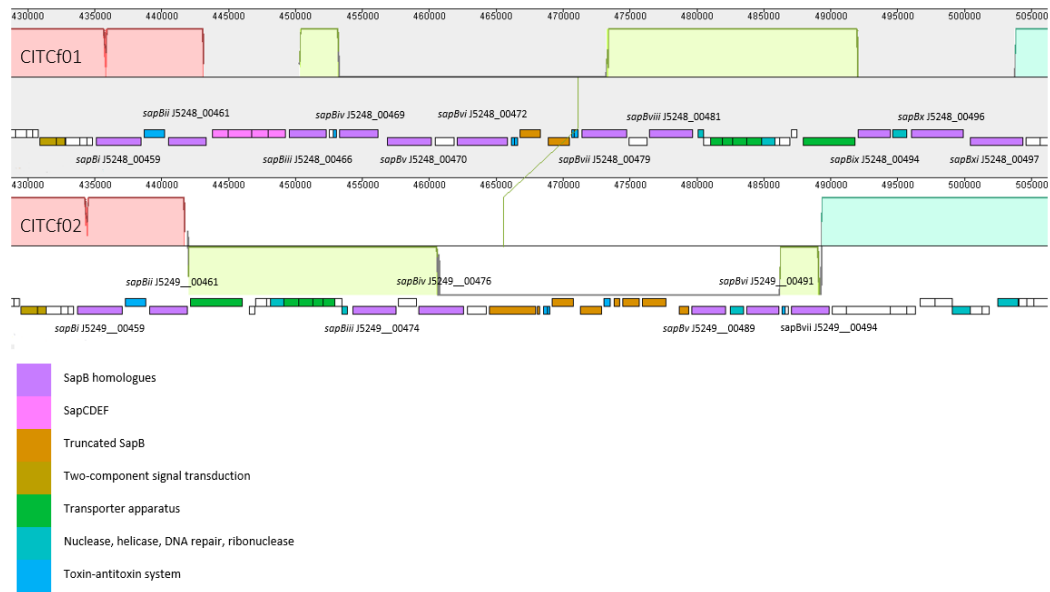 430000 435000 440000 445000 450000 455000 460000 465000 470000 475000 480000 485000 490000 495000 500000 505000
CITCf01
sapBii J5248_00461 sapBiv J5248_00469 sapBvi J5248_00472 sapBviii J5248_00481 sapBx J5248_00496
sapBi J5248_00459 sapBiii J5248_00466 sapBv J5248_00470 sapBvii J5248_00479 sapBix J5248_00494 sapBxi J5248_00497
430000 435000 440000 445000 450000 455000 460000 465000 470000 475000 480000 485000 490000 495000 500000 505000
CITCf02
sapBii J5249__00461 sapBiv J5249__00476 sapBvi J5249__00491
sapBi J5249__00459 sapBiii J5249__00474 sapBv J5249__00489 sapBvii J5249__00494
SapB homologues
SapCDEF
Truncated SapB
Two-component signal transduction
Transporter apparatus
Nuclease, helicase, DNA repair, ribonuclease
Toxin-antitoxin system